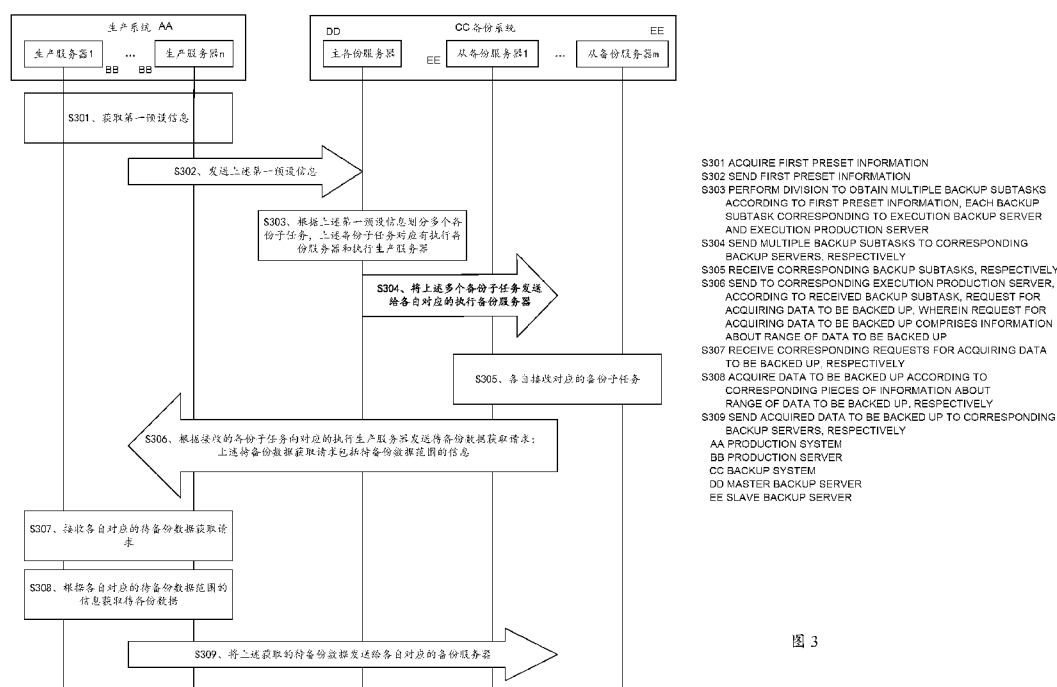 生产系统 AA
生产服务器1 ... 生产服务器n
BB BB
CC 备份系统
DD EE
主备份服务器 EE 从备份服务器1 ... 从备份服务器m
S301、获取第一预设信息
S302、发送上述第一预设信息
S303、根据上述第一预设信息划分多个备
份子任务，上述备份子任务对应有执行备
份服务器和执行生产服务器
S304、将上述多个备份子任务发送
给各自对应的执行备份服务器
S305、各自接收对应的备份子任务
S306、根据接收的备份子任务向对应的执行生产服务器发送待备份数据获取请求；
上述待备份数据获取请求包括待备份数据范围的信息
S307、接收各自对应的待备份数据获取请
求
S308、根据各自对应的待备份数据范围的
信息获取待备份数据
S309、将上述获取的待备份数据发送给各自对应的备份服务器
S301 ACQUIRE FIRST PRESET INFORMATION
S302 SEND FIRST PRESET INFORMATION
S303 PERFORM DIVISION TO OBTAIN MULTIPLE BACKUP SUBTASKS
ACCORDING TO FIRST PRESET INFORMATION, EACH BACKUP
SUBTASK CORRESPONDING TO EXECUTION BACKUP SERVER
AND EXECUTION PRODUCTION SERVER
S304 SEND MULTIPLE BACKUP SUBTASKS TO CORRESPONDING
BACKUP SERVERS, RESPECTIVELY
S305 RECEIVE CORRESPONDING BACKUP SUBTASKS, RESPECTIVELY
S306 SEND TO CORRESPONDING EXECUTION PRODUCTION SERVER,
ACCORDING TO RECEIVED BACKUP SUBTASK, REQUEST FOR
ACQUIRING DATA TO BE BACKED UP, WHEREIN REQUEST FOR
ACQUIRING DATA TO BE BACKED UP COMPRISES INFORMATION
ABOUT RANGE OF DATA TO BE BACKED UP
S307 RECEIVE CORRESPONDING REQUESTS FOR ACQUIRING DATA
TO BE BACKED UP, RESPECTIVELY
S308 ACQUIRE DATA TO BE BACKED UP ACCORDING TO
CORRESPONDING PIECES OF INFORMATION ABOUT
RANGE OF DATA TO BE BACKED UP, RESPECTIVELY
S309 SEND ACQUIRED DATA TO BE BACKED UP TO CORRESPONDING
BACKUP SERVERS, RESPECTIVELY
AA PRODUCTION SYSTEM
BB PRODUCTION SERVER
CC BACKUP SYSTEM
DD MASTER BACKUP SERVER
EE SLAVE BACKUP SERVER
图 3